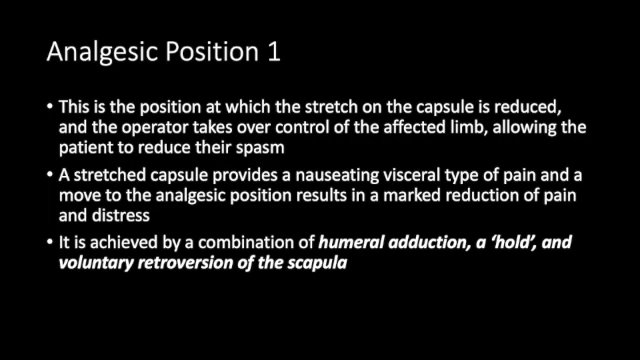 Analgesic Position 1
• This is the position at which the stretch on the capsule is reduced,
and the operator takes over control of the affected limb, allowing the
patient to reduce their spasm
• A stretched capsule provides a nauseating visceral type of pain and a
move to the analgesic position results in a marked reduction of pain
and distress
• It is achieved by a combination of humeral adduction, a ‘hold’, and
voluntary retroversion of the scapula